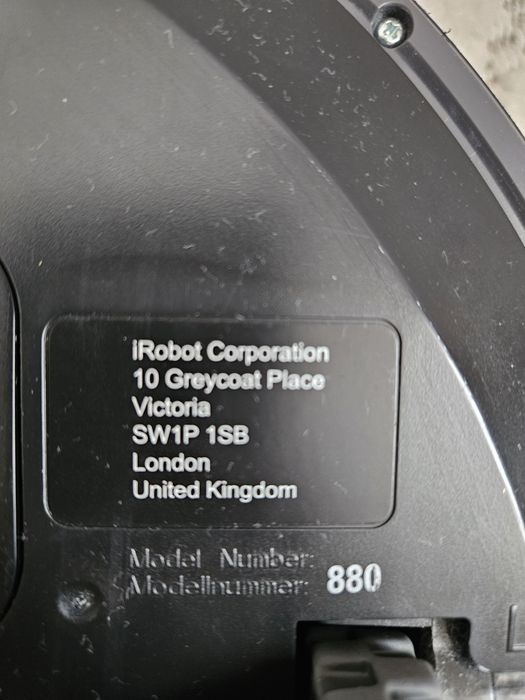 iRobot Corporation
10 Greycoat Place
Victoria
SW1P 1SB
London
United Kingdom
Model Number:
Modellnummer: 880